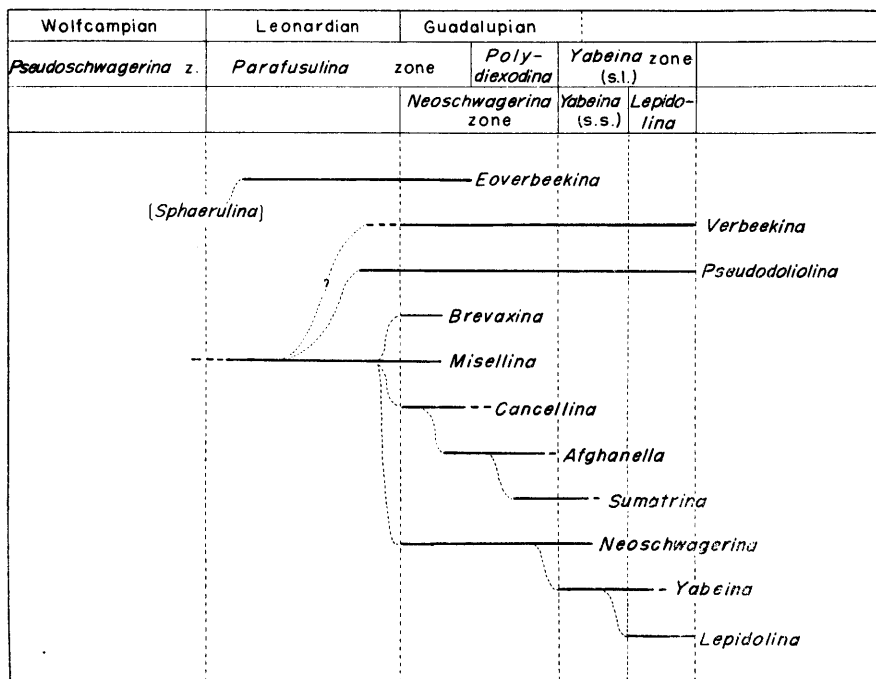 Wolfcampian Leonardian Guadalupian
Pseudoschwagerina z. Parafusulina zone Poly-
diexodina Yabeina zone
(s.l.)
Neoschwagerina
zone Yabeina
(s.s.) Lepido-
lina
Eoverbeekina
(Sphaerulina)
Verbeekina
Pseudodoliolina
?
Brevaxina
Misellina
Cancellina
Afghanella
Sumatrina
Neoschwagerina
Yabeina
Lepidolina